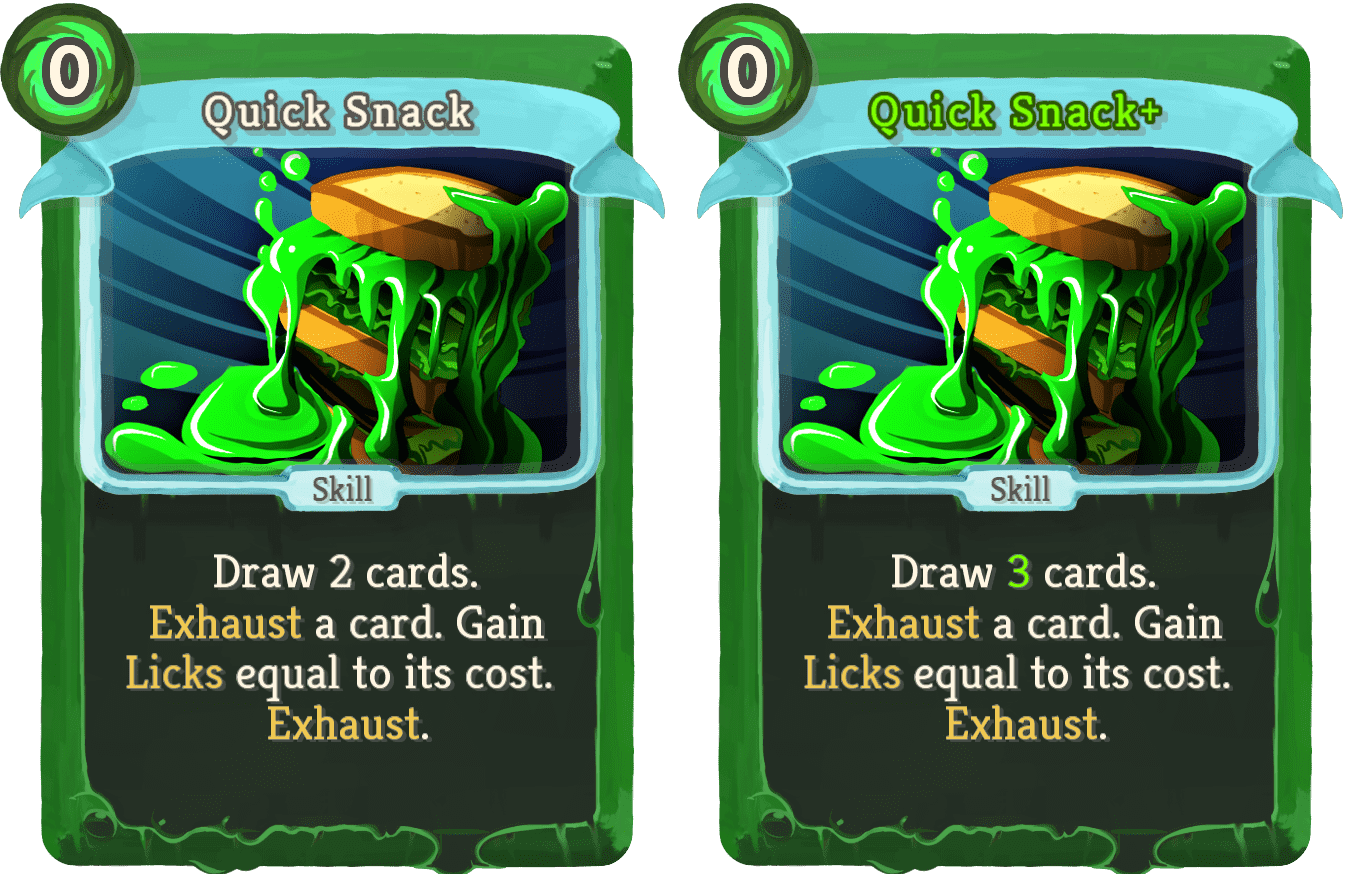 0
Quick Snack
Skill
Draw 2 cards.
Exhaust a card. Gain
Licks equal to its cost.
Exhaust.
0
Quick Snack+
Skill
Draw 3 cards.
Exhaust a card. Gain
Licks equal to its cost.
Exhaust.